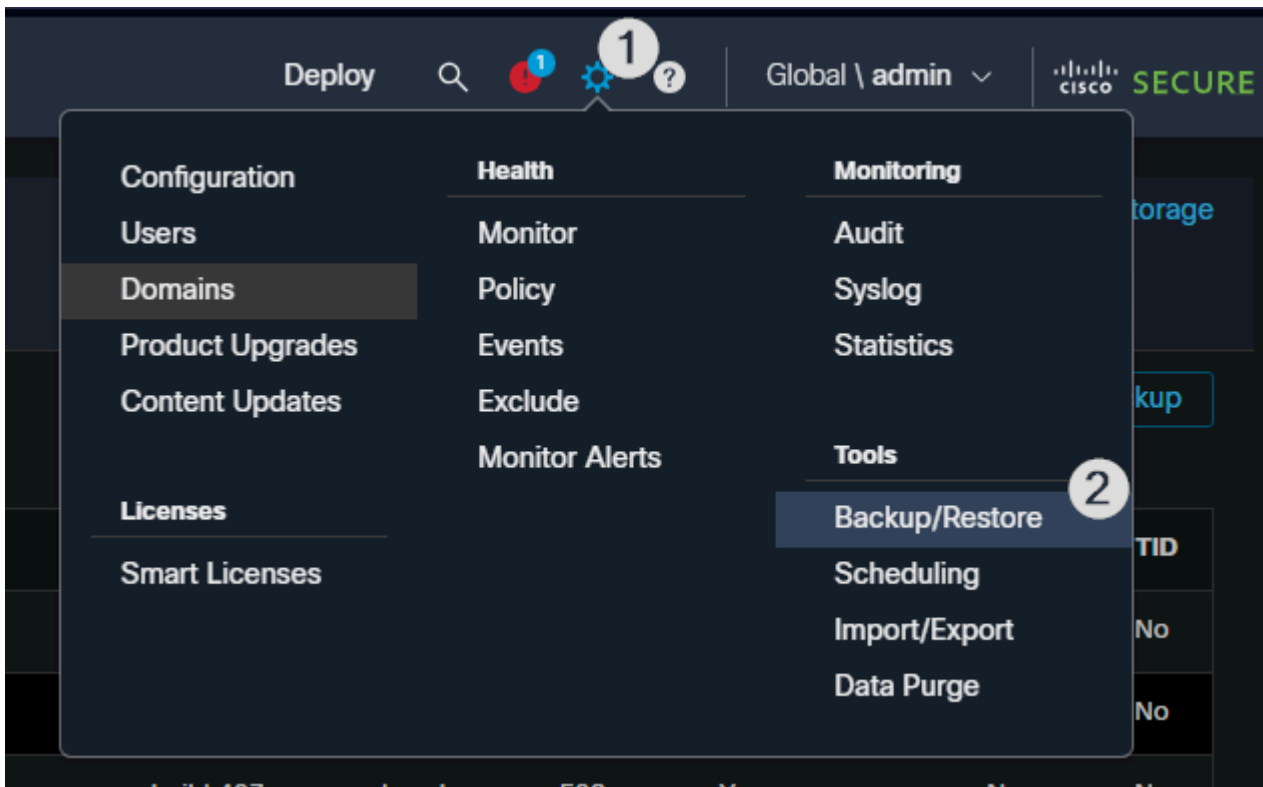 Deploy
1
1
?
Global \ admin
cisco SECURE
Configuration
Users
Domains
Product Upgrades
Content Updates
Licenses
Smart Licenses
Health
Monitor
Policy
Events
Exclude
Monitor Alerts
Monitoring
Audit
Syslog
Statistics
Tools
2
Backup/Restore
Scheduling
Import/Export
Data Purge
torage
kup
TID
No
No